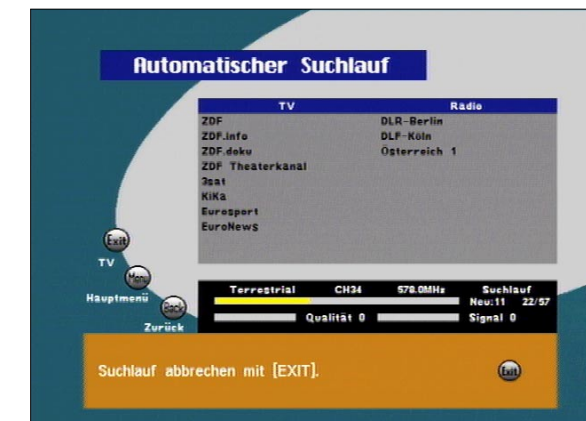 Automatischer Suchlauf
TV Radio
ZDF DLR-Berlin
ZDF.info DLF-Köln
ZDF.doku Österreich 1
ZDF Theaterkanal
3sat
KiKa
Eurosport
EuroNews
Exit
TV
Menu
Hauptmenü
Back
Zurück
Terrestrial CH34 578.0MHz Suchlauf
Neu:11 22/57
Qualität 0 Signal 0
Suchlauf abbrechen mit [EXIT]. Exit